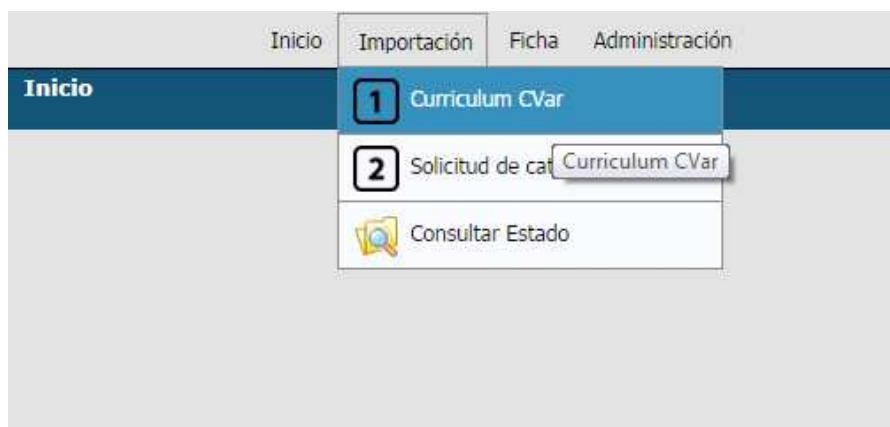 Inicio Importación Ficha Administración
Inicio
1 Curriculum CVar
2 Solicitud de cat
Curriculum CVar
Consultar Estado